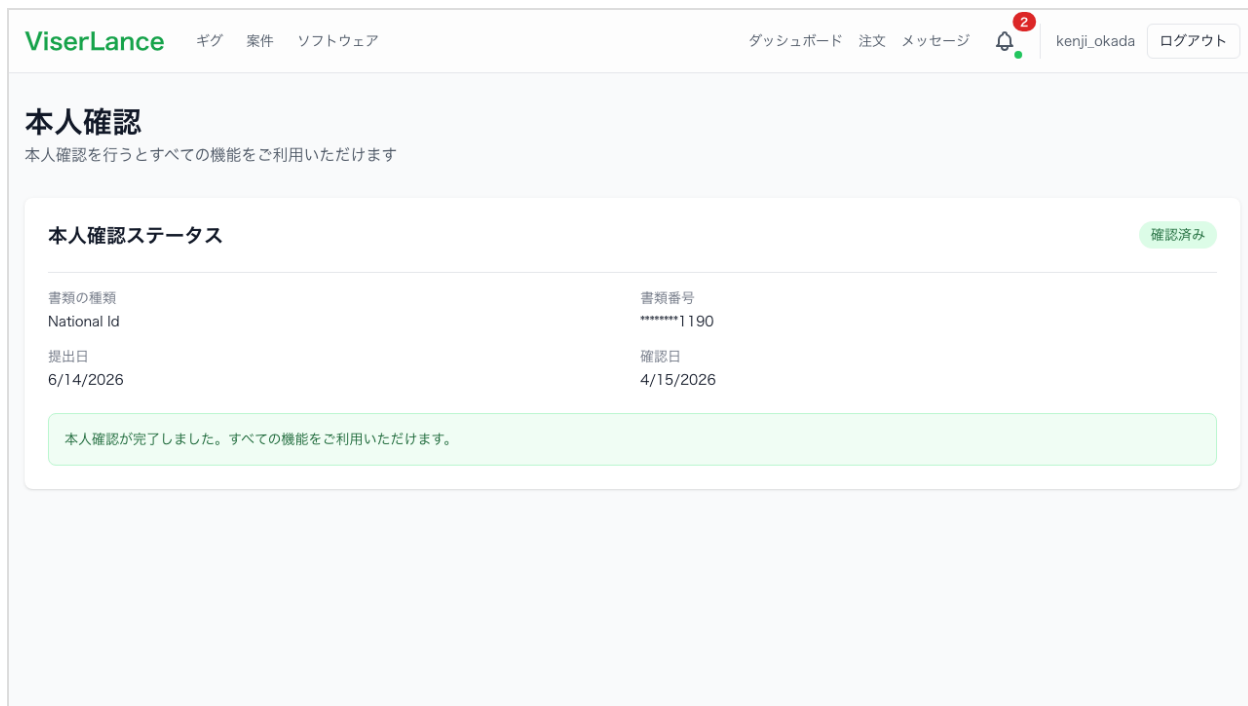 ViserLance ギグ 案件 ソフトウェア ダッシュボード 注文 メッセージ 2 kenji_okada ログアウト
本人確認
本人確認を行うとすべての機能をご利用いただけます
本人確認ステータス 確認済み
書類の種類 書類番号
National Id ********1190
提出日 確認日
6/14/2026 4/15/2026
本人確認が完了しました。すべての機能をご利用いただけます。